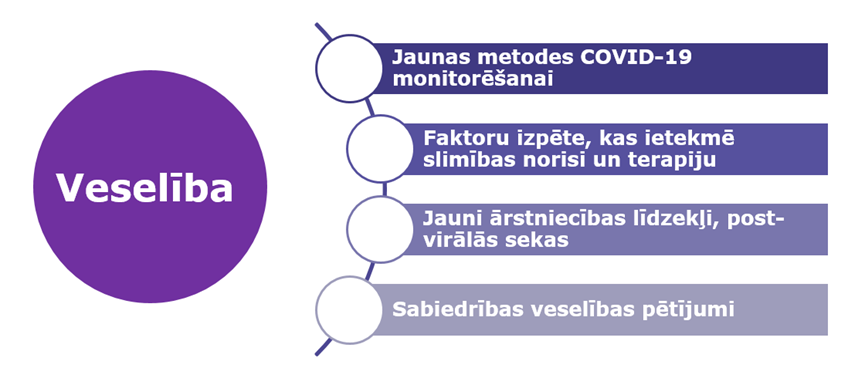 Veselība
Jaunas metodes COVID-19
monitorēšanai
Faktoru izpēte, kas ietekmē
slimības norisi un terapiju
Jauni ārstniecības līdzekļi, post-
virālās sekas
Sabiedrības veselības pētījumi